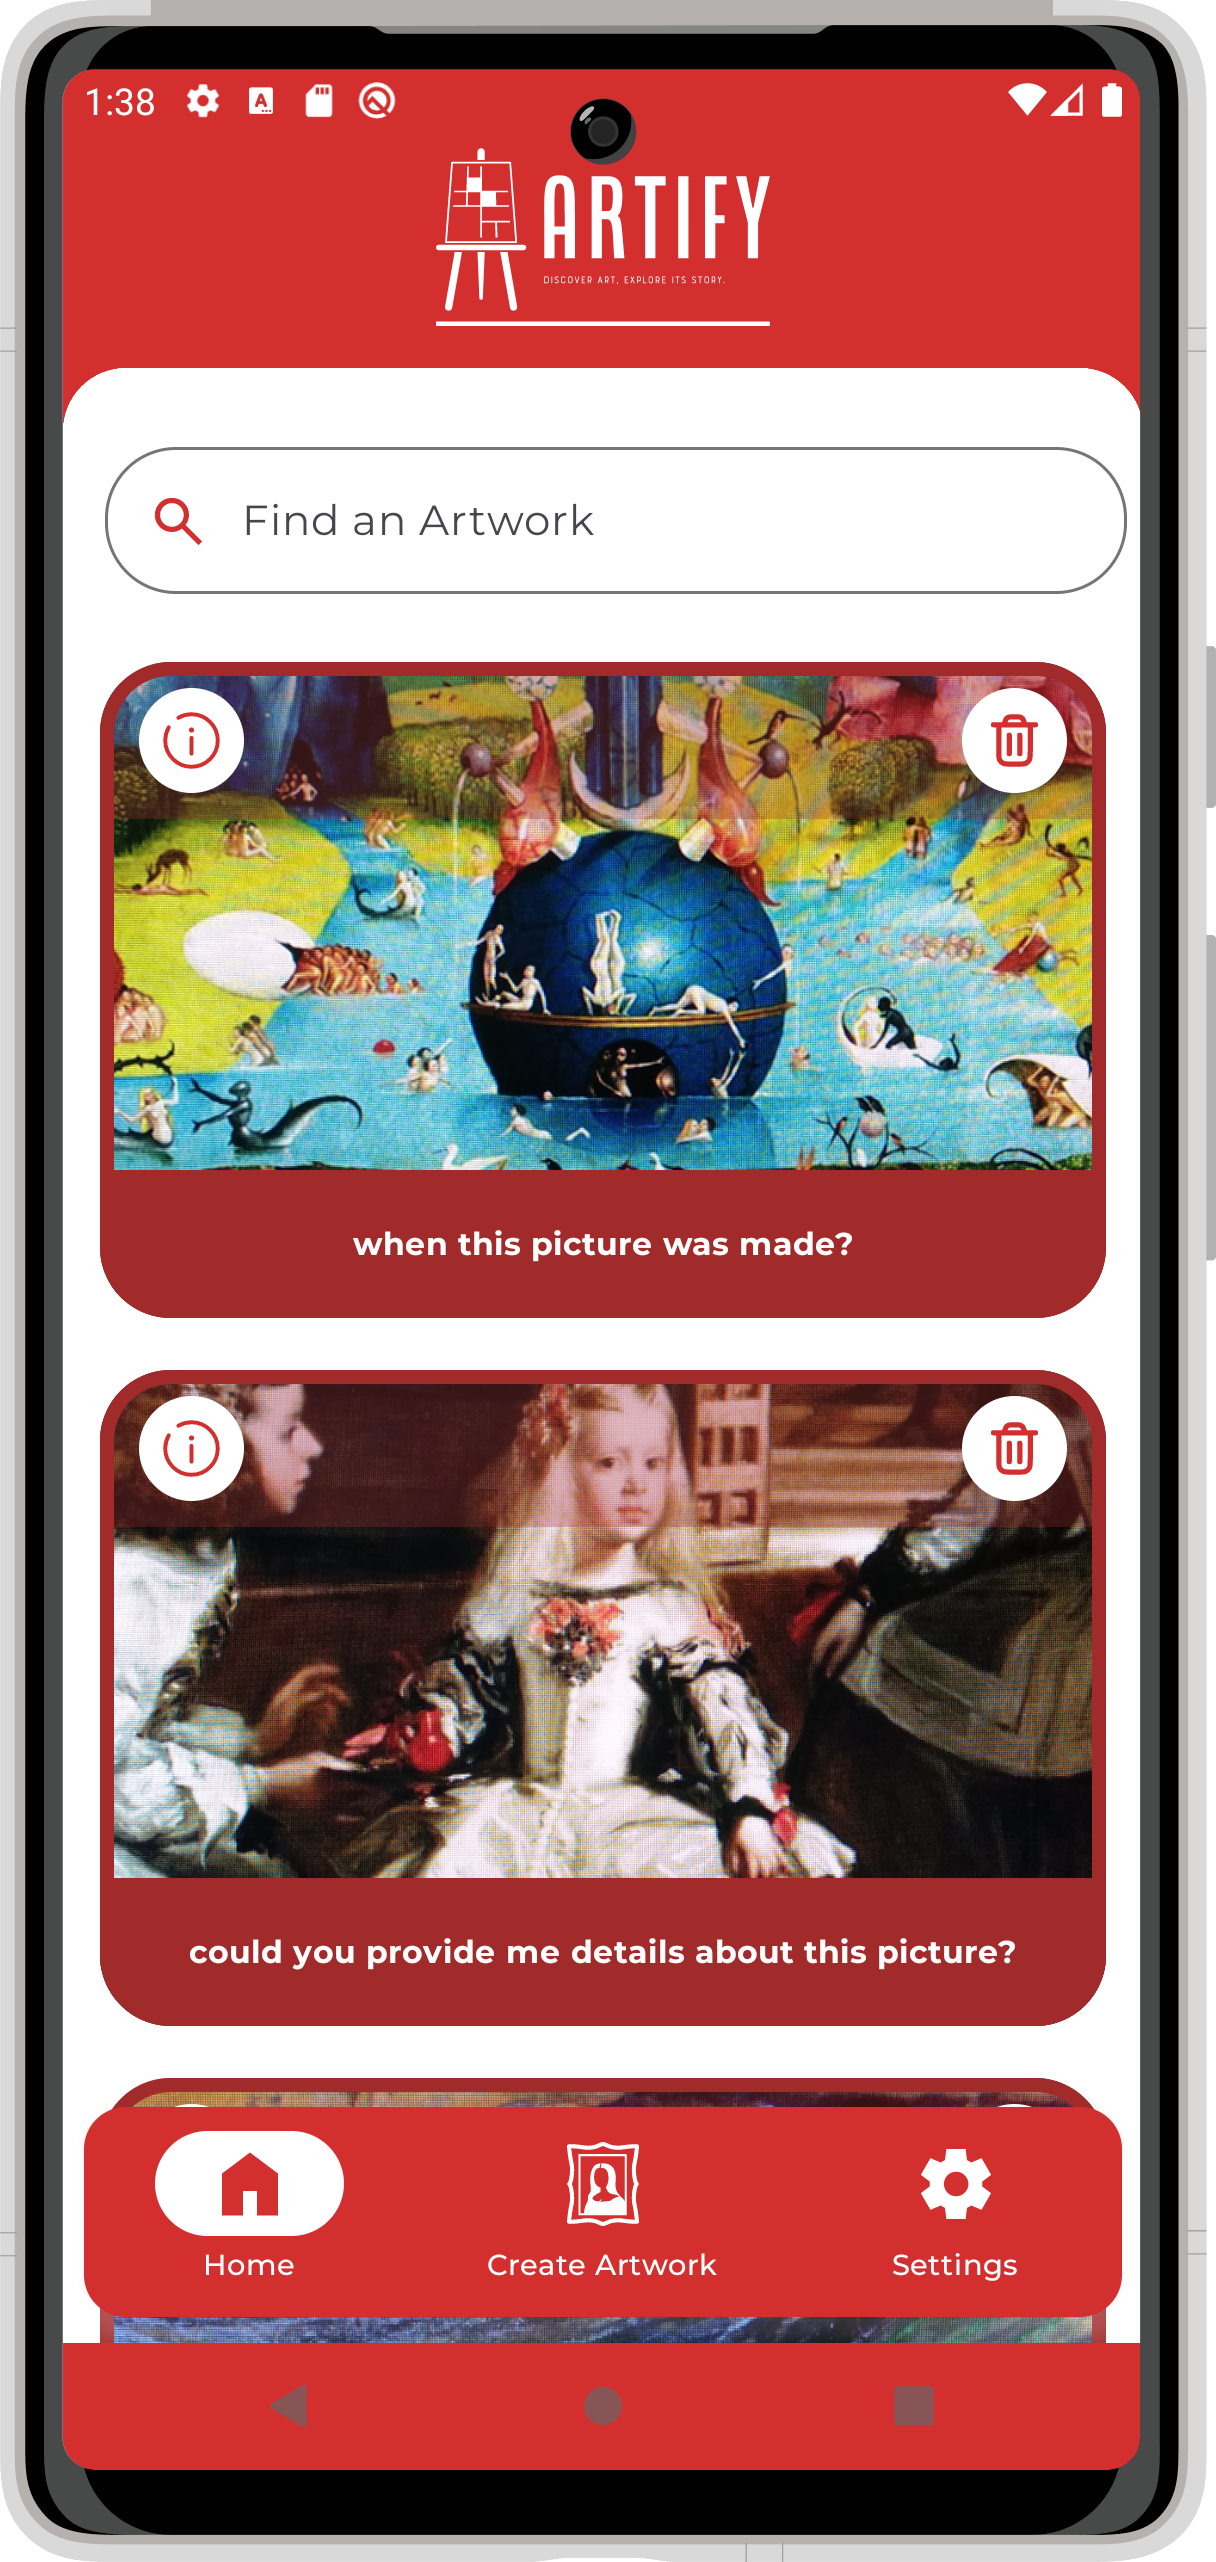 1:38
ARTIFY
DISCOVER ART, EXPLORE ITS STORY.
Find an Artwork
when this picture was made?
could you provide me details about this picture?
Home
Create Artwork
Settings